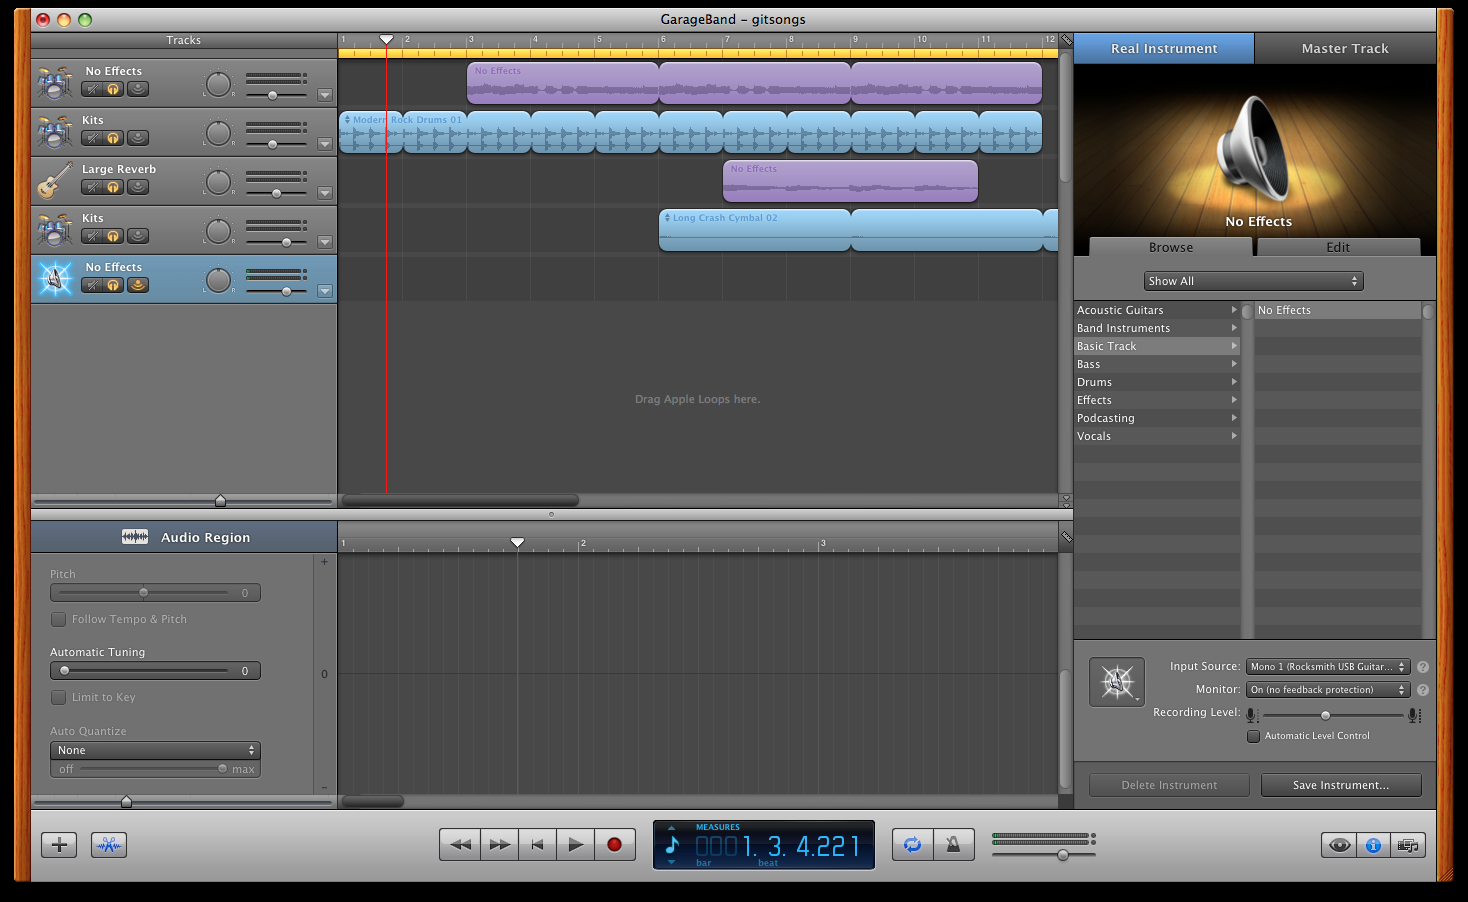 GarageBand – gitsongs
Tracks
1 2 3 4 5 6 7 8 9 10 11 12
Real Instrument
Master Track
No Effects
L R
No Effects
Kits
L R
Modern Rock Drums 01
Large Reverb
L R
No Effects
Kits
L R
Long Crash Cymbal 02
No Effects
L R
Drag Apple Loops here.
No Effects
Browse
Edit
Show All
Acoustic Guitars
Band Instruments
Basic Track
Bass
Drums
Effects
Podcasting
Vocals
No Effects
Audio Region
1 2 3
Pitch
0
Follow Tempo & Pitch
Automatic Tuning
0
Limit to Key
Auto Quantize
None
off max
+
0
-
Input Source: Mono 1 (Rocksmith USB Guitar... ?
Monitor: On (no feedback protection) ?
Recording Level:
Automatic Level Control
Delete Instrument
Save Instrument...
MEASURES
0001. 3. 4.221
bar beat